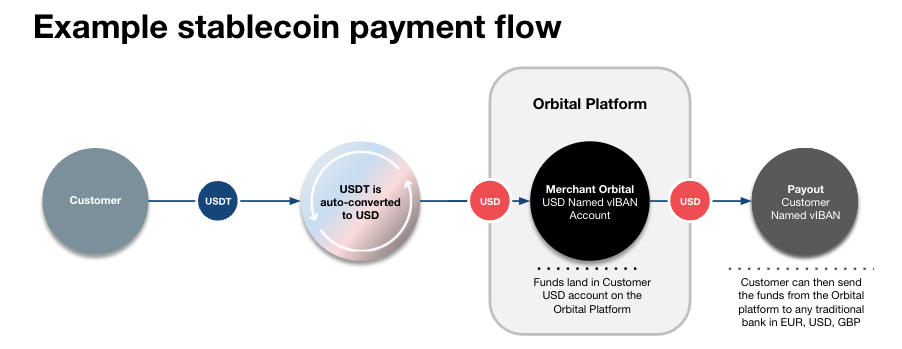 Example stablecoin payment flow
Orbital Platform
Customer
USDT
USDT is
auto-converted
to USD
USD
Merchant Orbital
USD Named vIBAN
Account
USD
Payout
Customer
Named vIBAN
Funds land in Customer
USD account on the
Orbital Platform
Customer can then send
the funds from the Orbital
platform to any traditional
bank in EUR, USD, GBP